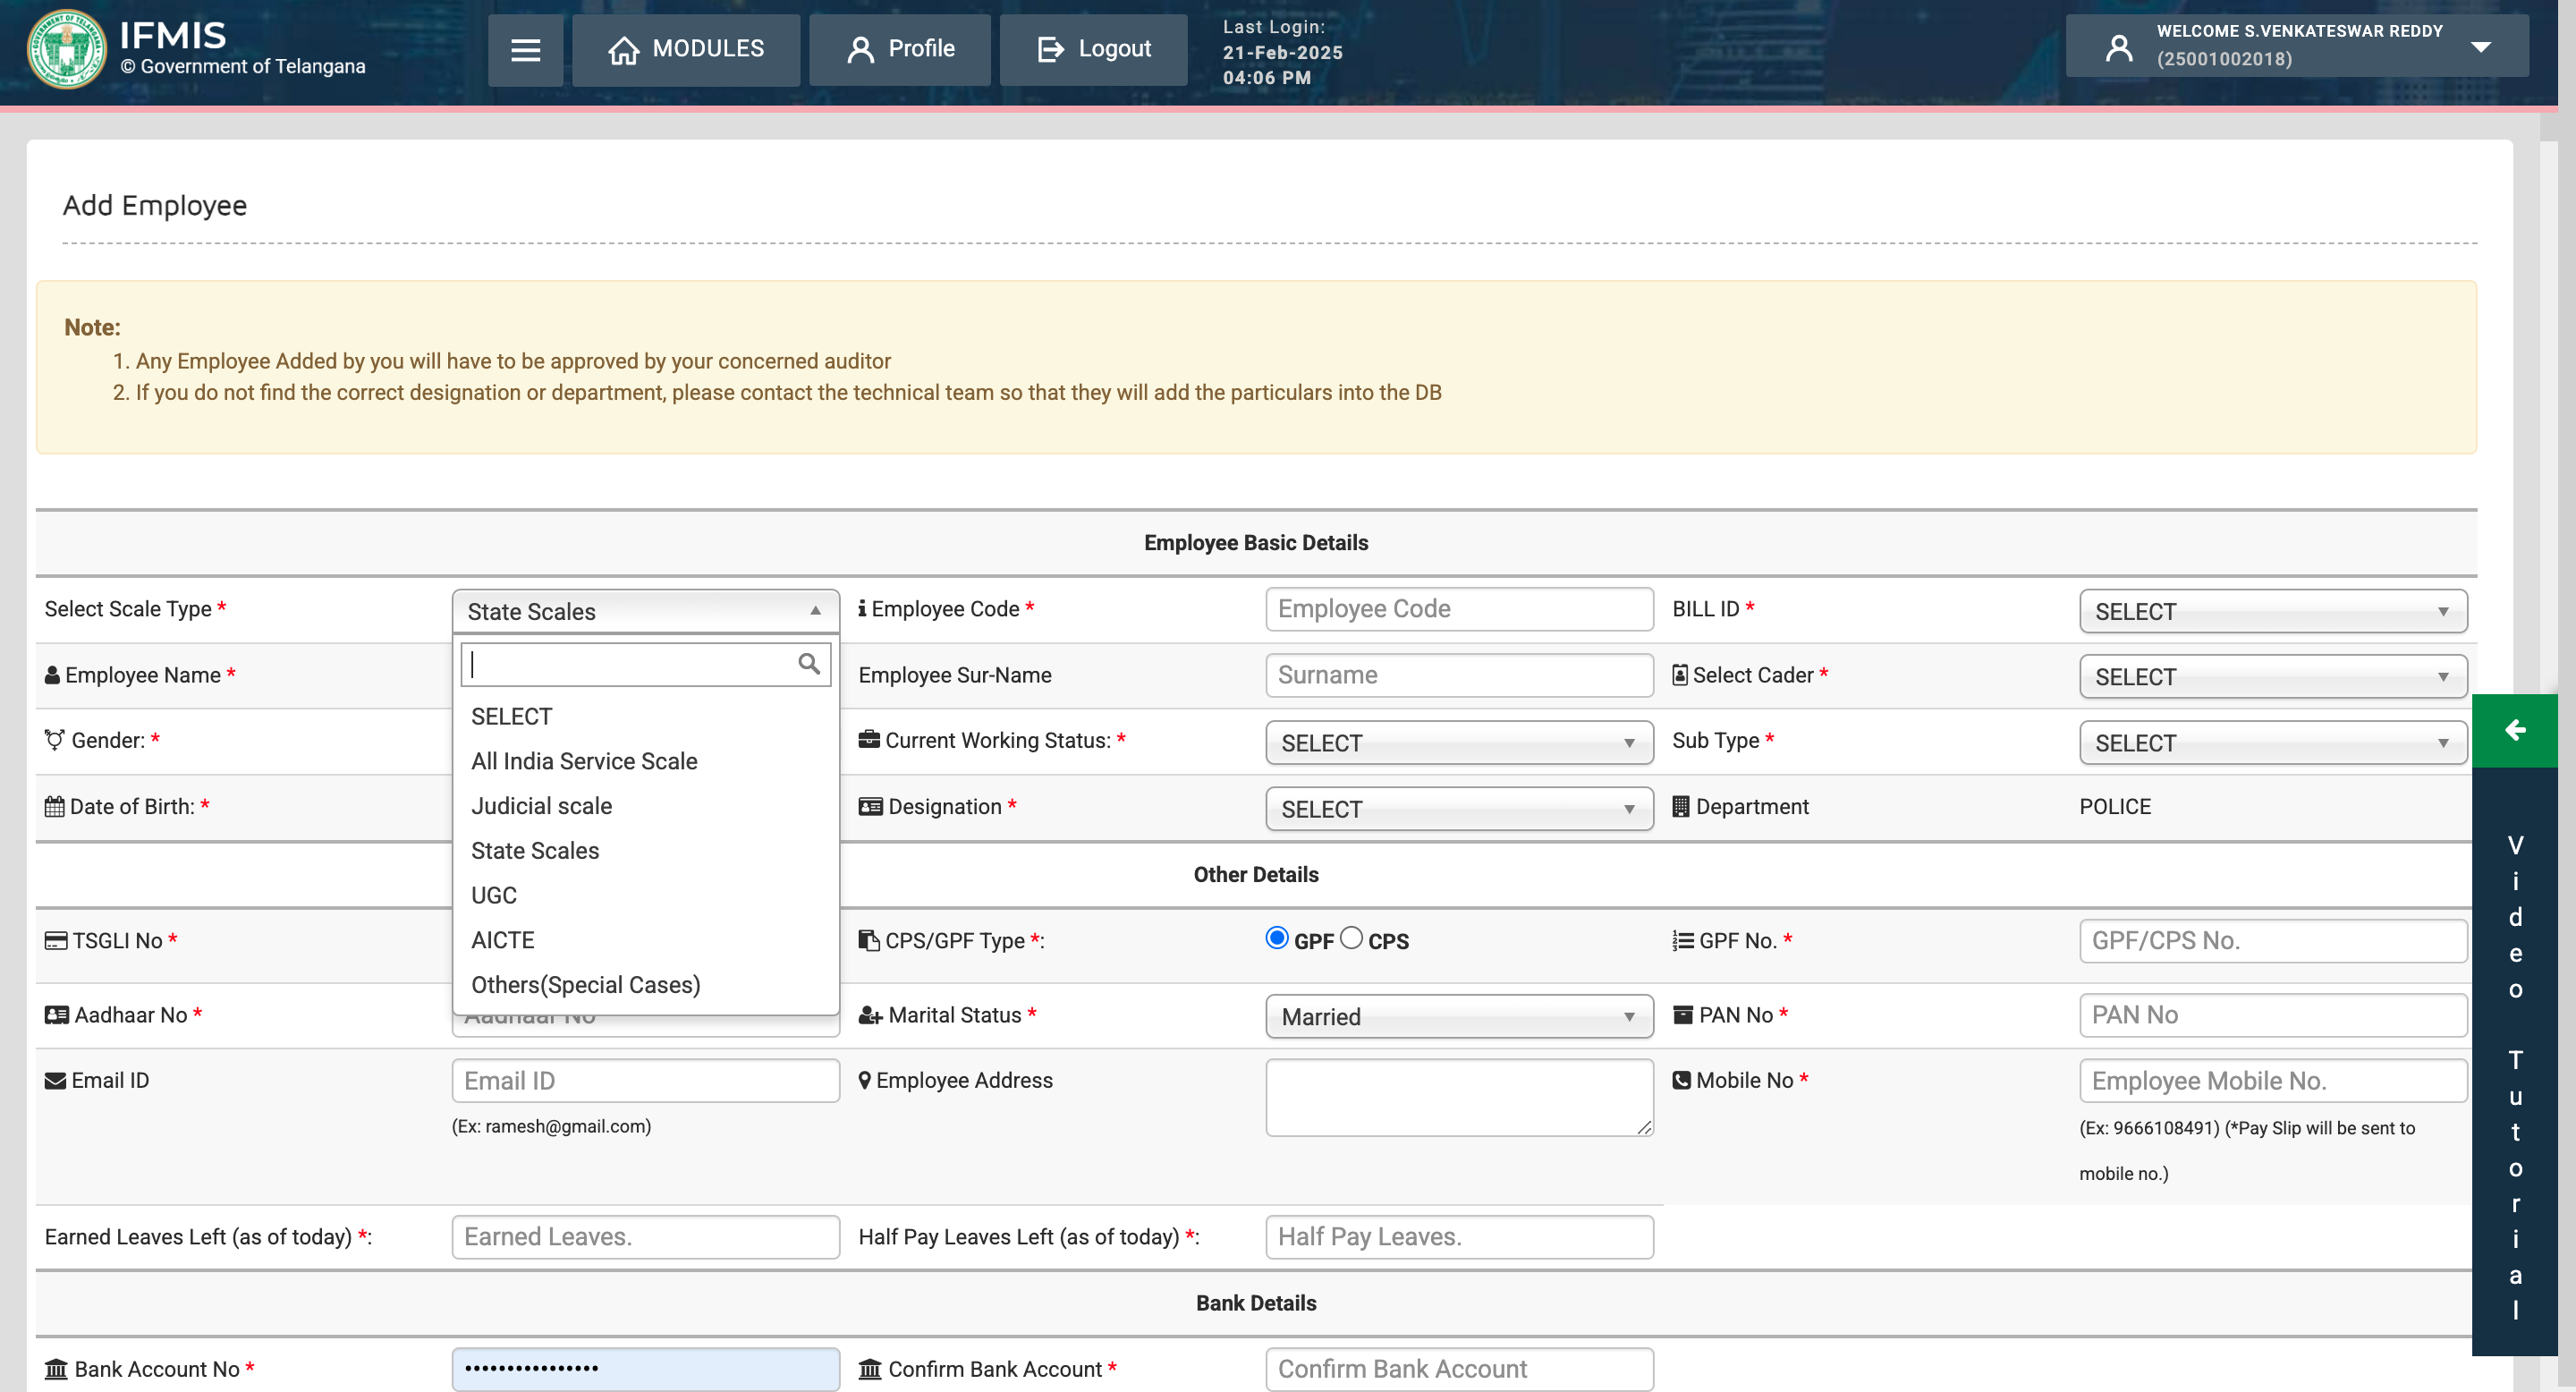 IFMIS
© Government of Telangana
MODULES
Profile
Logout
Last Login:
21-Feb-2025
04:06 PM
WELCOME S.VENKATESWAR REDDY
(25001002018)
Add Employee
Note:
1. Any Employee Added by you will have to be approved by your concerned auditor
2. If you do not find the correct designation or department, please contact the technical team so that they will add the particulars into the DB
Employee Basic Details
Select Scale Type *
State Scales
Employee Code *
Employee Code
BILL ID *
SELECT
Employee Name *
Employee Sur-Name
Surname
Select Cader *
SELECT
SELECT
All India Service Scale
Judicial scale
State Scales
UGC
AICTE
Others(Special Cases)
Gender: *
Current Working Status: *
SELECT
Sub Type *
SELECT
Date of Birth: *
Designation *
SELECT
Department
POLICE
Other Details
TSGLI No *
CPS/GPF Type *:
GPF CPS
GPF No. *
GPF/CPS No.
Aadhaar No *
Aadhaar No
Marital Status *
Married
PAN No *
PAN No
Email ID
Email ID
(Ex: ramesh@gmail.com)
Employee Address
Mobile No *
Employee Mobile No.
(Ex: 9666108491) (*Pay Slip will be sent to
mobile no.)
Earned Leaves Left (as of today) *:
Earned Leaves.
Half Pay Leaves Left (as of today) *:
Half Pay Leaves.
Bank Details
Bank Account No *
••••••••••••••••
Confirm Bank Account *
Confirm Bank Account
Video Tutorial